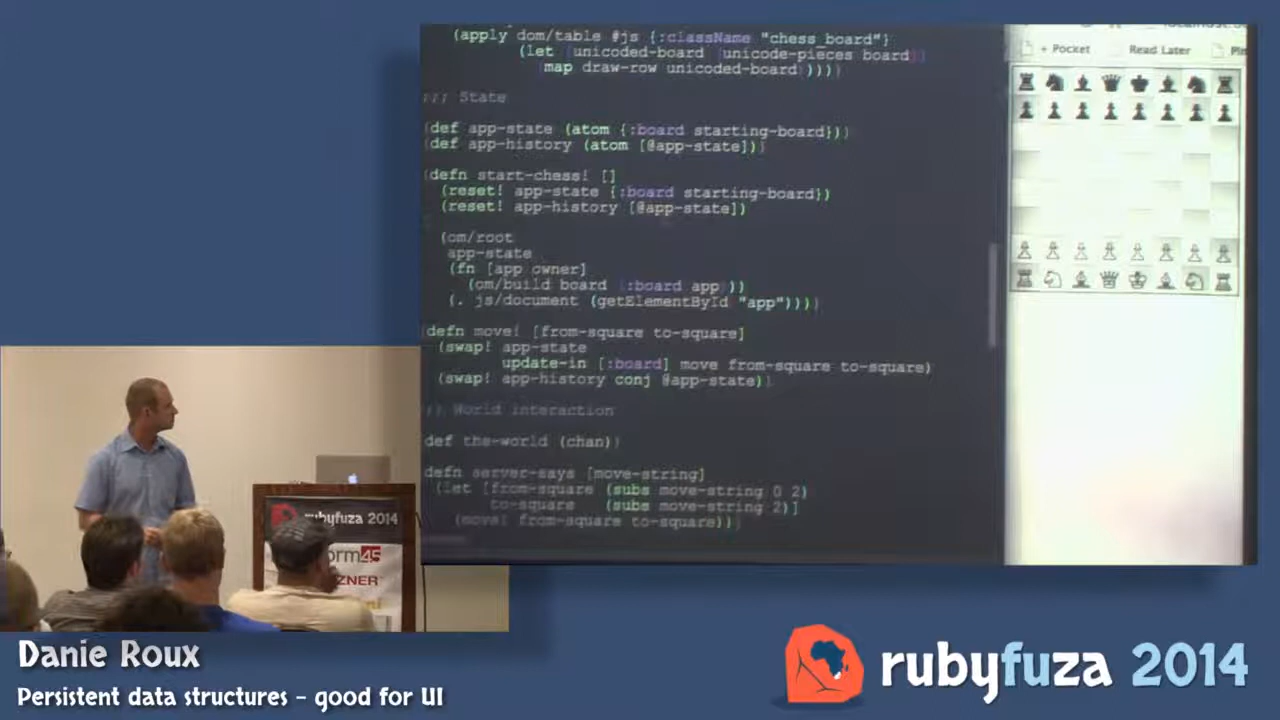 (apply dom/table #js {:className "chess_board"}
(let [unicoded-board (unicode-pieces board)]
(map draw-row unicoded-board))))
;;; State
(def app-state (atom {:board starting-board}))
(def app-history (atom [@app-state]))
(defn start-chess! []
(reset! app-state {:board starting-board})
(reset! app-history [@app-state])
(om/root
app-state
(fn [app owner]
(om/build board (:board app)))
(. js/document (getElementById "app"))))
(defn move! [from-square to-square]
(swap! app-state
update-in [:board] move from-square to-square)
(swap! app-history conj @app-state))
;;; World interaction
def the-world (chan))
defn server-says [move-string]
(let [from-square (subs move-string 0 2)
to-square (subs move-string 2)]
(move! from-square to-square))
+ Pocket
Read Later
rubyfuza 2014
orm45
ZNER
Danie Roux
Persistent data structures - good for UI
rubyfuza 2014